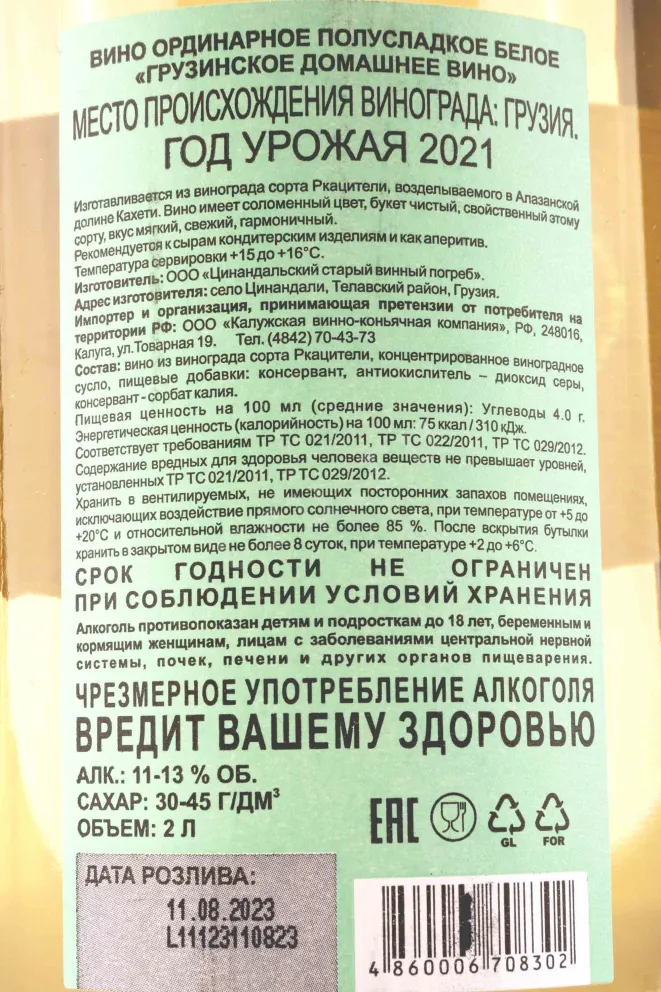 ВИНО ОРДИНАРНОЕ ПОЛУСЛАДКОЕ БЕЛОЕ
«ГРУЗИНСКОЕ ДОМАШНЕЕ ВИНО»
МЕСТО ПРОИСХОЖДЕНИЯ ВИНОГРАДА: ГРУЗИЯ.
ГОД УРОЖАЯ 2021
Изготавливается из винограда сорта Ркацители, возделываемого в Алазанской
долине Кахети. Вино имеет соломенный цвет, букет чистый, свойственный этому
сорту, вкус мягкий, свежий, гармоничный.
Рекомендуется к сырам кондитерским изделиям и как аперитив.
Температура сервировки +15 до +16°C.
Изготовитель: ООО «Цинандальский старый винный погреб».
Адрес изготовителя: село Цинандали, Телавский район, Грузия.
Импортер и организация, принимающая претензии от потребителя на
территории РФ: ООО «Калужская винно-коньячная компания», РФ, 248016,
Калуга, ул.Товарная 19. Тел. (4842) 70-43-73
Состав: вино из винограда сорта Ркацители, концентрированное виноградное
сусло, пищевые добавки: консервант, антиокислитель – диоксид серы,
консервант - сорбат калия.
Пищевая ценность на 100 мл (средние значения): Углеводы 4.0 г.
Энергетическая ценность (калорийность) на 100 мл: 75 ккал / 310 кДж.
Соответствует требованиям ТР ТС 021/2011, ТР ТС 022/2011, ТР ТС 029/2012.
Содержание вредных для здоровья человека веществ не превышает уровней,
установленных ТР ТС 021/2011, ТР ТС 029/2012.
Хранить в вентилируемых, не имеющих посторонних запахов помещениях,
исключающих воздействие прямого солнечного света, при температуре от +5 до
+20°C и относительной влажности не более 85 %. После вскрытия бутылки
хранить в закрытом виде не более 8 суток, при температуре +2 до +6°C.
СРОК ГОДНОСТИ НЕ ОГРАНИЧЕН
ПРИ СОБЛЮДЕНИИ УСЛОВИЙ ХРАНЕНИЯ
Алкоголь противопоказан детям и подросткам до 18 лет, беременным и
кормящим женщинам, лицам с заболеваниями центральной нервной
системы, почек, печени и других органов пищеварения.
ЧРЕЗМЕРНОЕ УПОТРЕБЛЕНИЕ АЛКОГОЛЯ
ВРЕДИТ ВАШЕМУ ЗДОРОВЬЮ
АЛК.: 11-13 % ОБ.
САХАР: 30-45 Г/ДМ³
ОБЪЕМ: 2 Л
EAC
GL FOR
ДАТА РОЗЛИВА:
11.08.2023
L11123110823
4 860006 708302